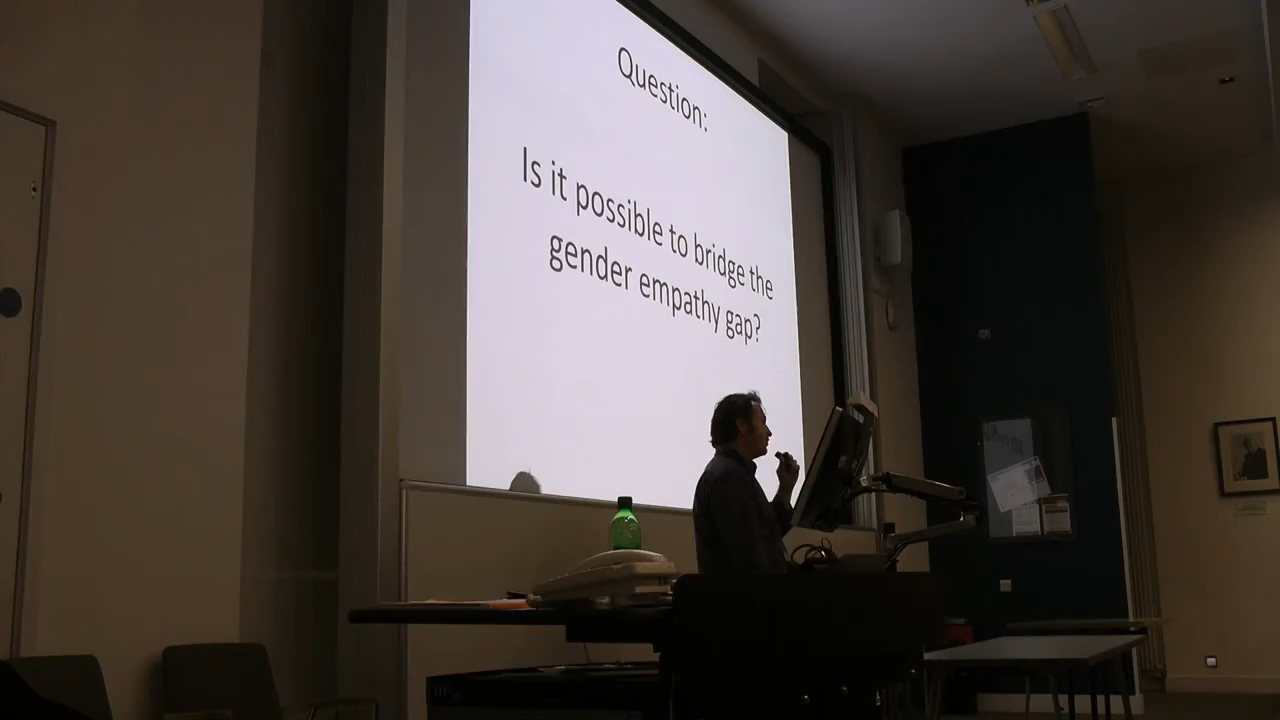 Question:
Is it possible to bridge the
gender empathy gap?